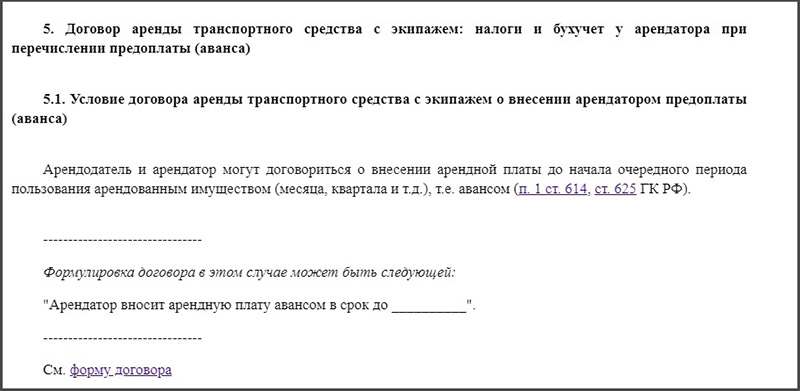 5. Договор аренды транспортного средства с экипажем: налоги и бухучет у арендатора при
перечислении предоплаты (аванса)
5.1. Условие договора аренды транспортного средства с экипажем о внесении арендатором предоплаты
(аванса)
Арендодатель и арендатор могут договориться о внесении арендной платы до начала очередного периода
пользования арендованным имуществом (месяца, квартала и т.д.), т.е. авансом (п. 1 ст. 614, ст. 625 ГК РФ).
--------------------------------
Формулировка договора в этом случае может быть следующей:
"Арендатор вносит арендную плату авансом в срок до __________".
--------------------------------
См. форму договора